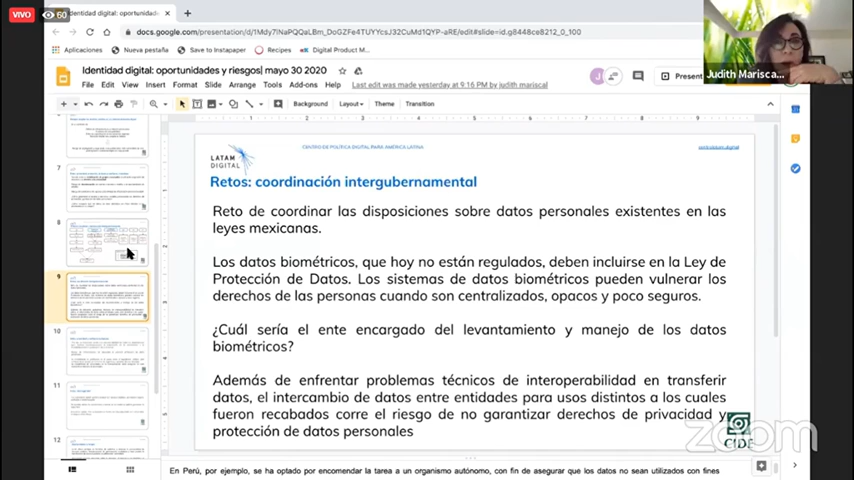 VIVO 60
Identidad digital: oportunidades
docs.google.com/presentation/d/1Mdy7lNaPQQaLBm_DoGZFe4TUYYcsJ32CuMd1QYP-aRE/edit#slide=id.g8448ce8212_0_100
Aplicaciones Nueva pestaña Save to Instapaper Recipes Digital Product M...
Judith Marisca...
Identidad digital: oportunidades y riesgos| mayo 30 2020
File Edit View Insert Format Slide Arrange Tools Add-ons Help Last edit was made yesterday at 9:16 PM by judith mariscal
J
Present
Background Layout Theme Transition
7
8
9
10
11
12
LATAM
DIGITAL
CENTRO DE POLÍTICA DIGITAL PARA AMÉRICA LATINA
Retos: coordinación intergubernamental
Reto de coordinar las disposiciones sobre datos personales existentes en las
leyes mexicanas.
Los datos biométricos, que hoy no están regulados, deben incluirse en la Ley de
Protección de Datos. Los sistemas de datos biométricos pueden vulnerar los
derechos de las personas cuando son centralizados, opacos y poco seguros.
¿Cuál sería el ente encargado del levantamiento y manejo de los datos
biométricos?
Además de enfrentar problemas técnicos de interoperabilidad en transferir
datos, el intercambio de datos entre entidades para usos distintos a los cuales
fueron recabados corre el riesgo de no garantizar derechos de privacidad y
protección de datos personales
CIDE
zoom
En Perú, por ejemplo, se ha optado por encomendar la tarea a un organismo autónomo, con fin de asegurar que los datos no sean utilizados con fines